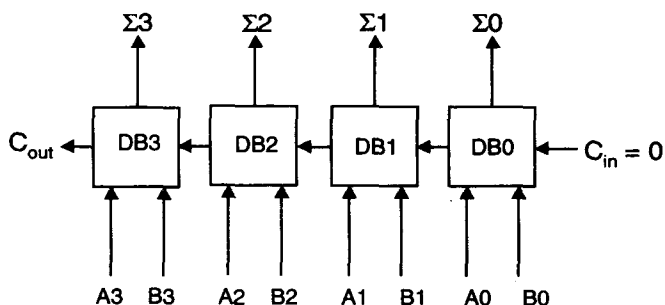 Σ3 Σ2 Σ1 Σ0
C_out DB3 DB2 DB1 DB0 C_in = 0
A3 B3 A2 B2 A1 B1 A0 B0